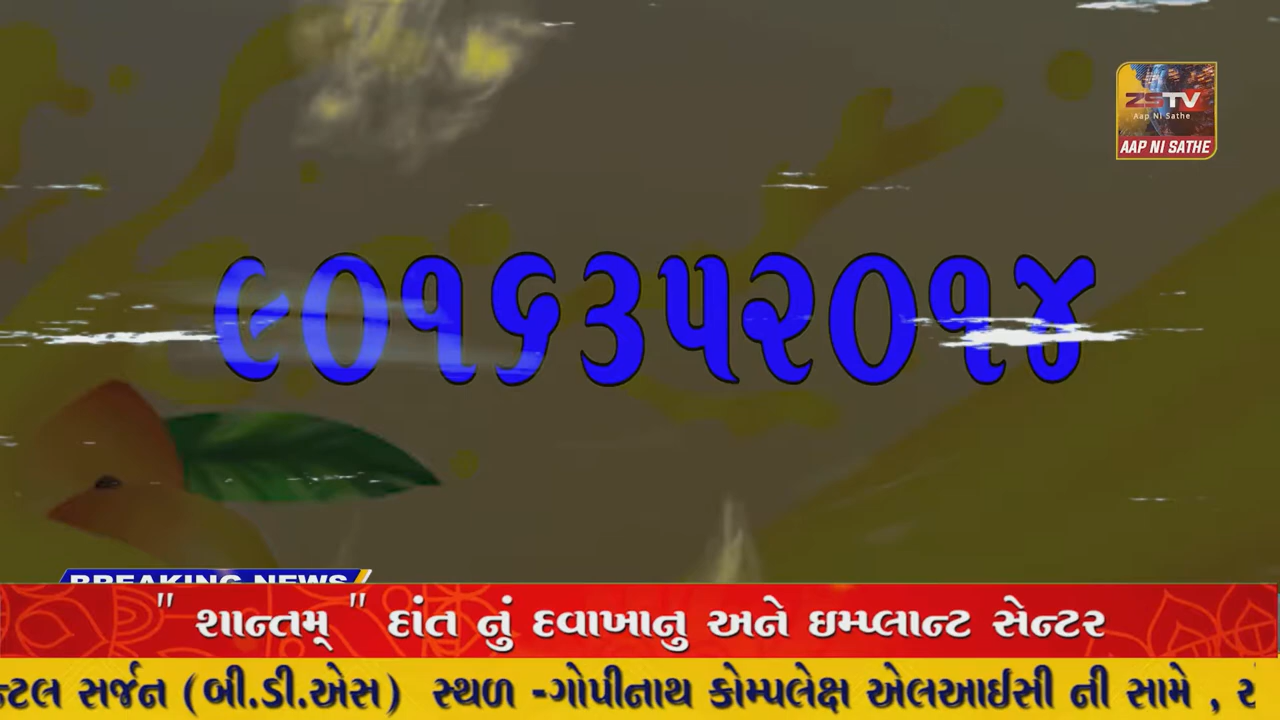 ZSTV
Aap Ni Sathe
AAP NI SATHE
૯૦૧૬૩૫૨૦૧૪
BREAKING NEWS
" શાન્તમ્ " દાંત નું દવાખાનુ અને ઇમ્પ્લાન્ટ સેન્ટર
ન્ટલ સર્જન (બી.ડી.એસ) સ્થળ -ગોપીનાથ કોમ્પલેક્ષ એલઆઈસી ની સામે ,